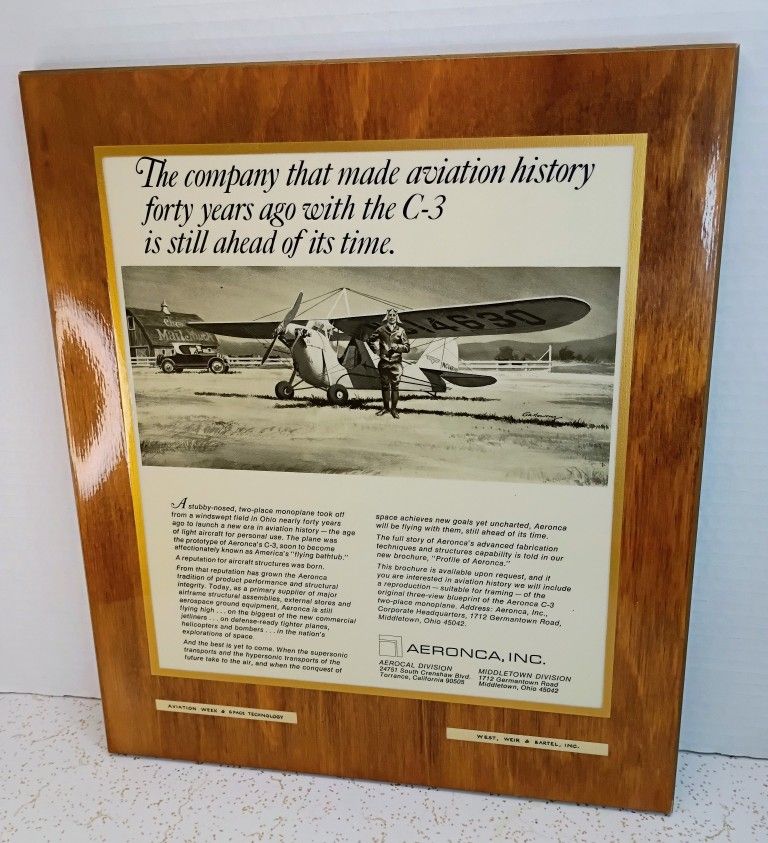 The company that made aviation history
forty years ago with the C-3
is still ahead of its time.
Chew
Mail Pouch
14630
A stubby-nosed, two-place monoplane took off
from a windswept field in Ohio nearly forty years
ago to launch a new era in aviation history — the age
of light aircraft for personal use. The plane was
the prototype of Aeronca's C-3, soon to become
affectionately known as America's "flying bathtub."
A reputation for aircraft structures was born.
From that reputation has grown the Aeronca
tradition of product performance and structural
integrity. Today, as a primary supplier of major
airframe structural assemblies, external stores and
aerospace ground equipment, Aeronca is still
flying high . . . on the biggest of the new commercial
jetliners . . . on defense-ready fighter planes,
helicopters and bombers . . . in the nation's
explorations of space.
And the best is yet to come. When the supersonic
transports and the hypersonic transports of the
future take to the air, and when the conquest of
space achieves new goals yet uncharted, Aeronca
will be flying with them, still ahead of its time.
The full story of Aeronca's advanced fabrication
techniques and structures capability is told in our
new brochure, "Profile of Aeronca."
This brochure is available upon request, and if
you are interested in aviation history we will include
a reproduction — suitable for framing — of the
original three-view blueprint of the Aeronca C-3
two-place monoplane. Address: Aeronca, Inc.,
Corporate Headquarters, 1712 Germantown Road,
Middletown, Ohio 45042.
AERONCA, INC.
AEROCAL DIVISION
24751 South Crenshaw Blvd.
Torrance, California 90505
MIDDLETOWN DIVISION
1712 Germantown Road
Middletown, Ohio 45042
AVIATION WEEK & SPACE TECHNOLOGY
WEST, WEIR & BARTEL, INC.